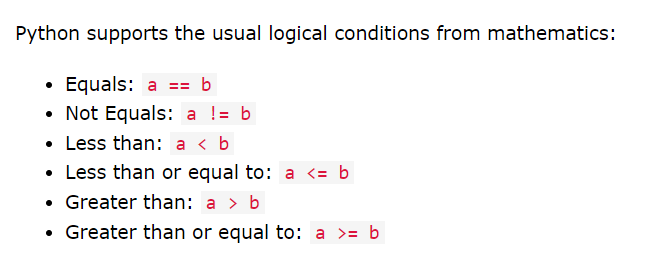 Python supports the usual logical conditions from mathematics:
• Equals: a == b
• Not Equals: a != b
• Less than: a < b
• Less than or equal to: a <= b
• Greater than: a > b
• Greater than or equal to: a >= b